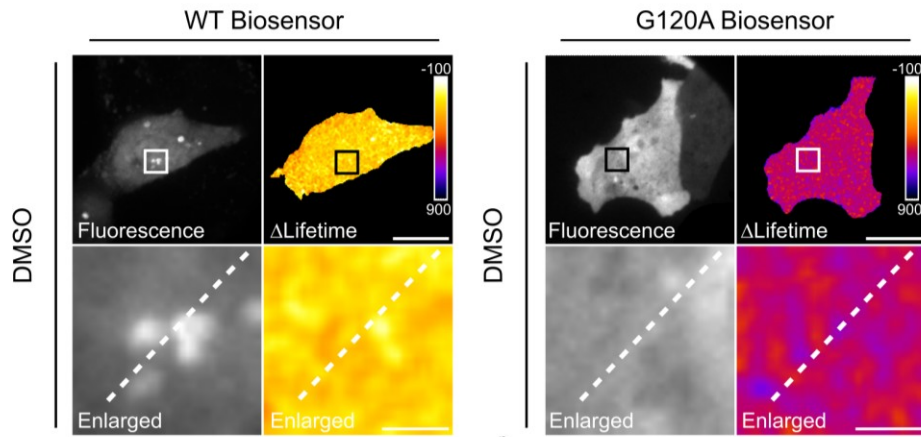 WT Biosensor
G120A Biosensor
DMSO
Fluorescence
-100
900
ΔLifetime
Enlarged
Enlarged
DMSO
Fluorescence
-100
900
ΔLifetime
Enlarged
Enlarged